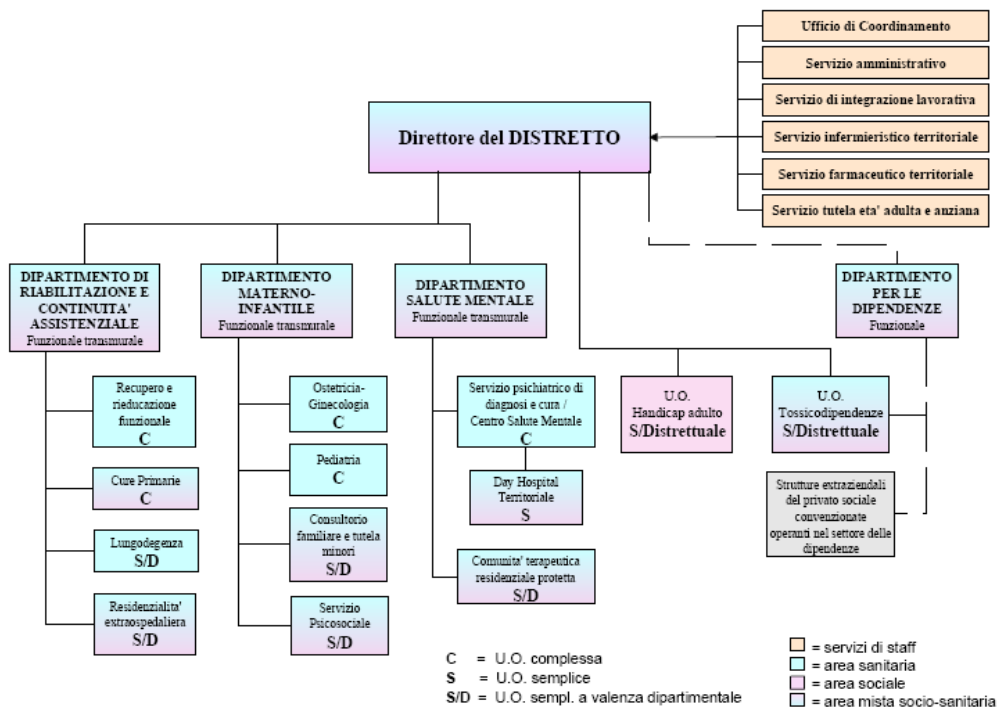 Ufficio di Coordinamento
Servizio amministrativo
Servizio di integrazione lavorativa
Servizio infermieristico territoriale
Servizio farmaceutico territoriale
Servizio tutela eta' adulta e anziana
Direttore del DISTRETTO
DIPARTIMENTO DI
RIABILITAZIONE E
CONTINUITA'
ASSISTENZIALE
Funzionale transmurale
DIPARTIMENTO
MATERNO-
INFANTILE
Funzionale transmurale
DIPARTIMENTO
SALUTE MENTALE
Funzionale transmurale
DIPARTIMENTO
PER LE
DIPENDENZE
Funzionale
Recupero e
rieducazione
funzionale
C
Cure Primarie
C
Lungodegenza
S/D
Residenzialita'
extraospedaliera
S/D
Ostetricia-
Ginecologia
C
Pediatria
C
Consultorio
familiare e tutela
minori
S/D
Servizio
Psicosociale
S/D
Servizio psichiatrico di
diagnosi e cura /
Centro Salute Mentale
C
Day Hospital
Territoriale
S
Comunita' terapeutica
residenziale protetta
S/D
U.O.
Handicap adulto
S/Distrettuale
U.O.
Tossicodipendenze
S/Distrettuale
Strutture extraziendali
del privato sociale
convenzionate
operanti nel settore delle
dipendenze
C = U.O. complessa
S = U.O. semplice
S/D = U.O. sempl. a valenza dipartimentale
= servizi di staff
= area sanitaria
= area sociale
= area mista socio-sanitaria